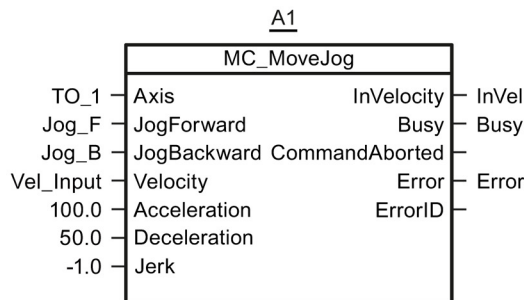 A1
MC_MoveJog
TO_1 Axis InVelocity InVel
Jog_F JogForward Busy Busy
Jog_B JogBackward CommandAborted
Vel_Input Velocity Error Error
100.0 Acceleration ErrorID
50.0 Deceleration
-1.0 Jerk